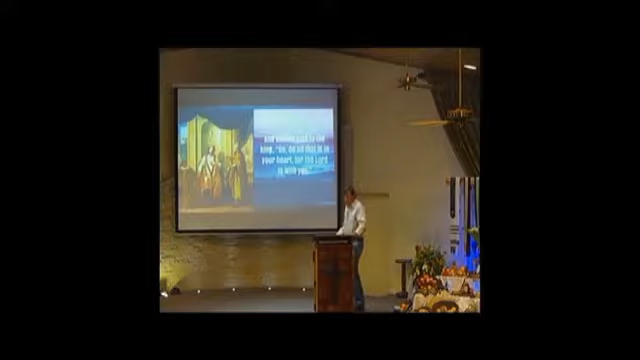 And Nathan said to the
king, "Go, do all that is in
your heart, for the Lord
is with you."